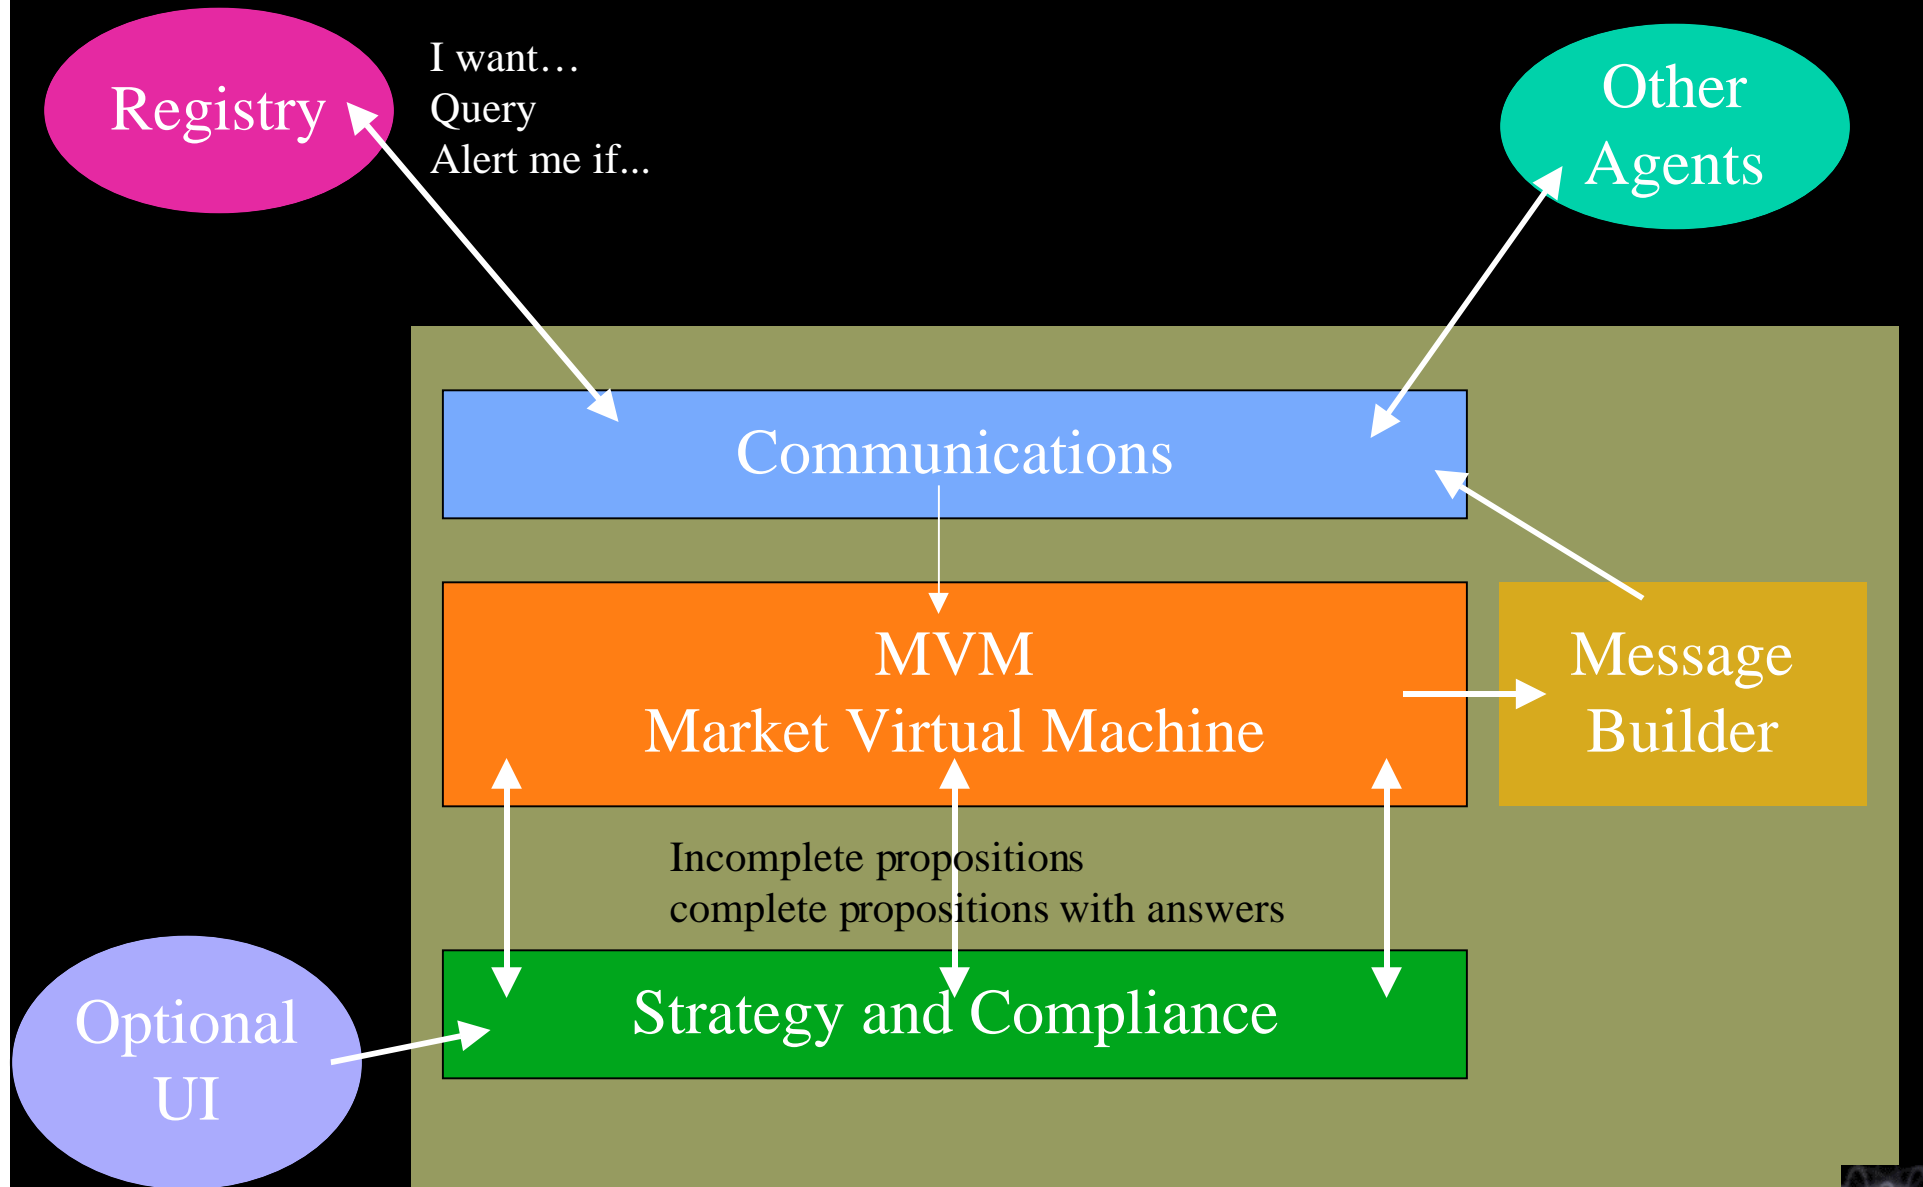 Registry
I want…
Query
Alert me if...
Other
Agents
Communications
MVM
Market Virtual Machine
Message
Builder
Incomplete propositions
complete propositions with answers
Strategy and Compliance
Optional
UI